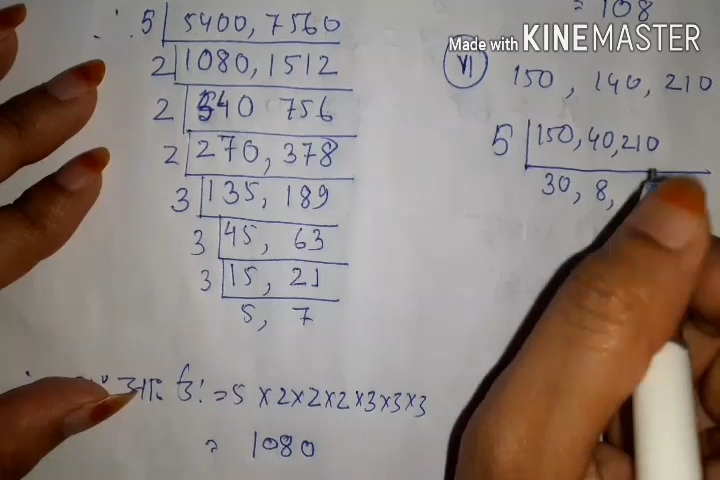 ∴ 5 | 5400, 7560
2 | 1080, 1512
2 | 540 756
2 | 270, 378
3 | 135, 189
3 | 45, 63
3 | 15, 21
5, 7
= 5 × 2 × 2 × 2 × 3 × 3 × 3
= 1080
= 108
Made with KINEMASTER
VI 150, 140, 210
5 | 150, 40, 210
30, 8,